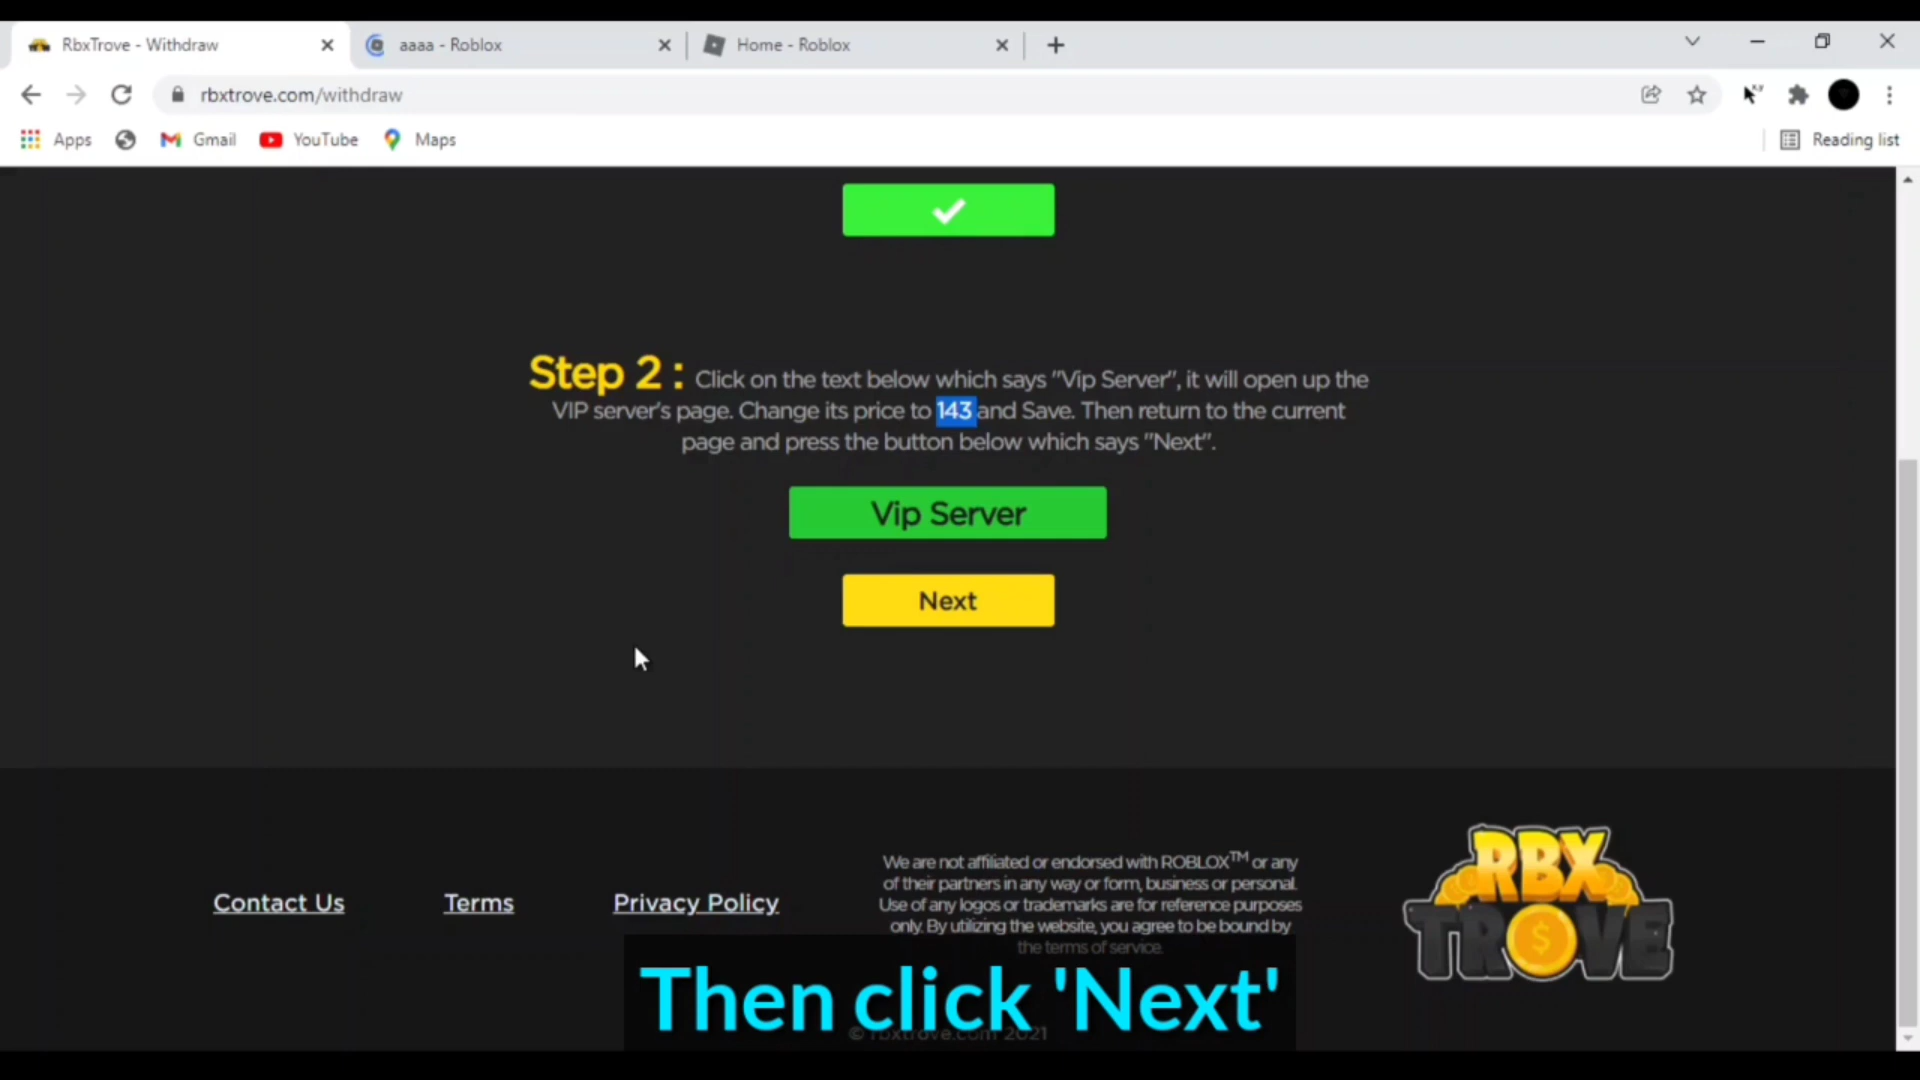 RbxTrove - Withdraw
aaaa - Roblox
Home - Roblox
rbxtrove.com/withdraw
Apps
Gmail
YouTube
Maps
Reading list
Step 2 : Click on the text below which says "Vip Server", it will open up the
VIP server's page. Change its price to 143 and Save. Then return to the current
page and press the button below which says "Next".
Vip Server
Next
Contact Us
Terms
Privacy Policy
We are not affiliated or endorsed with ROBLOX™ or any
of their partners in any way or form, business or personal.
Use of any logos or trademarks are for reference purposes
only. By utilizing the website, you agree to be bound by
the terms of service.
RBX
TROVE
Then click 'Next'
© rbxtrove.com 2021